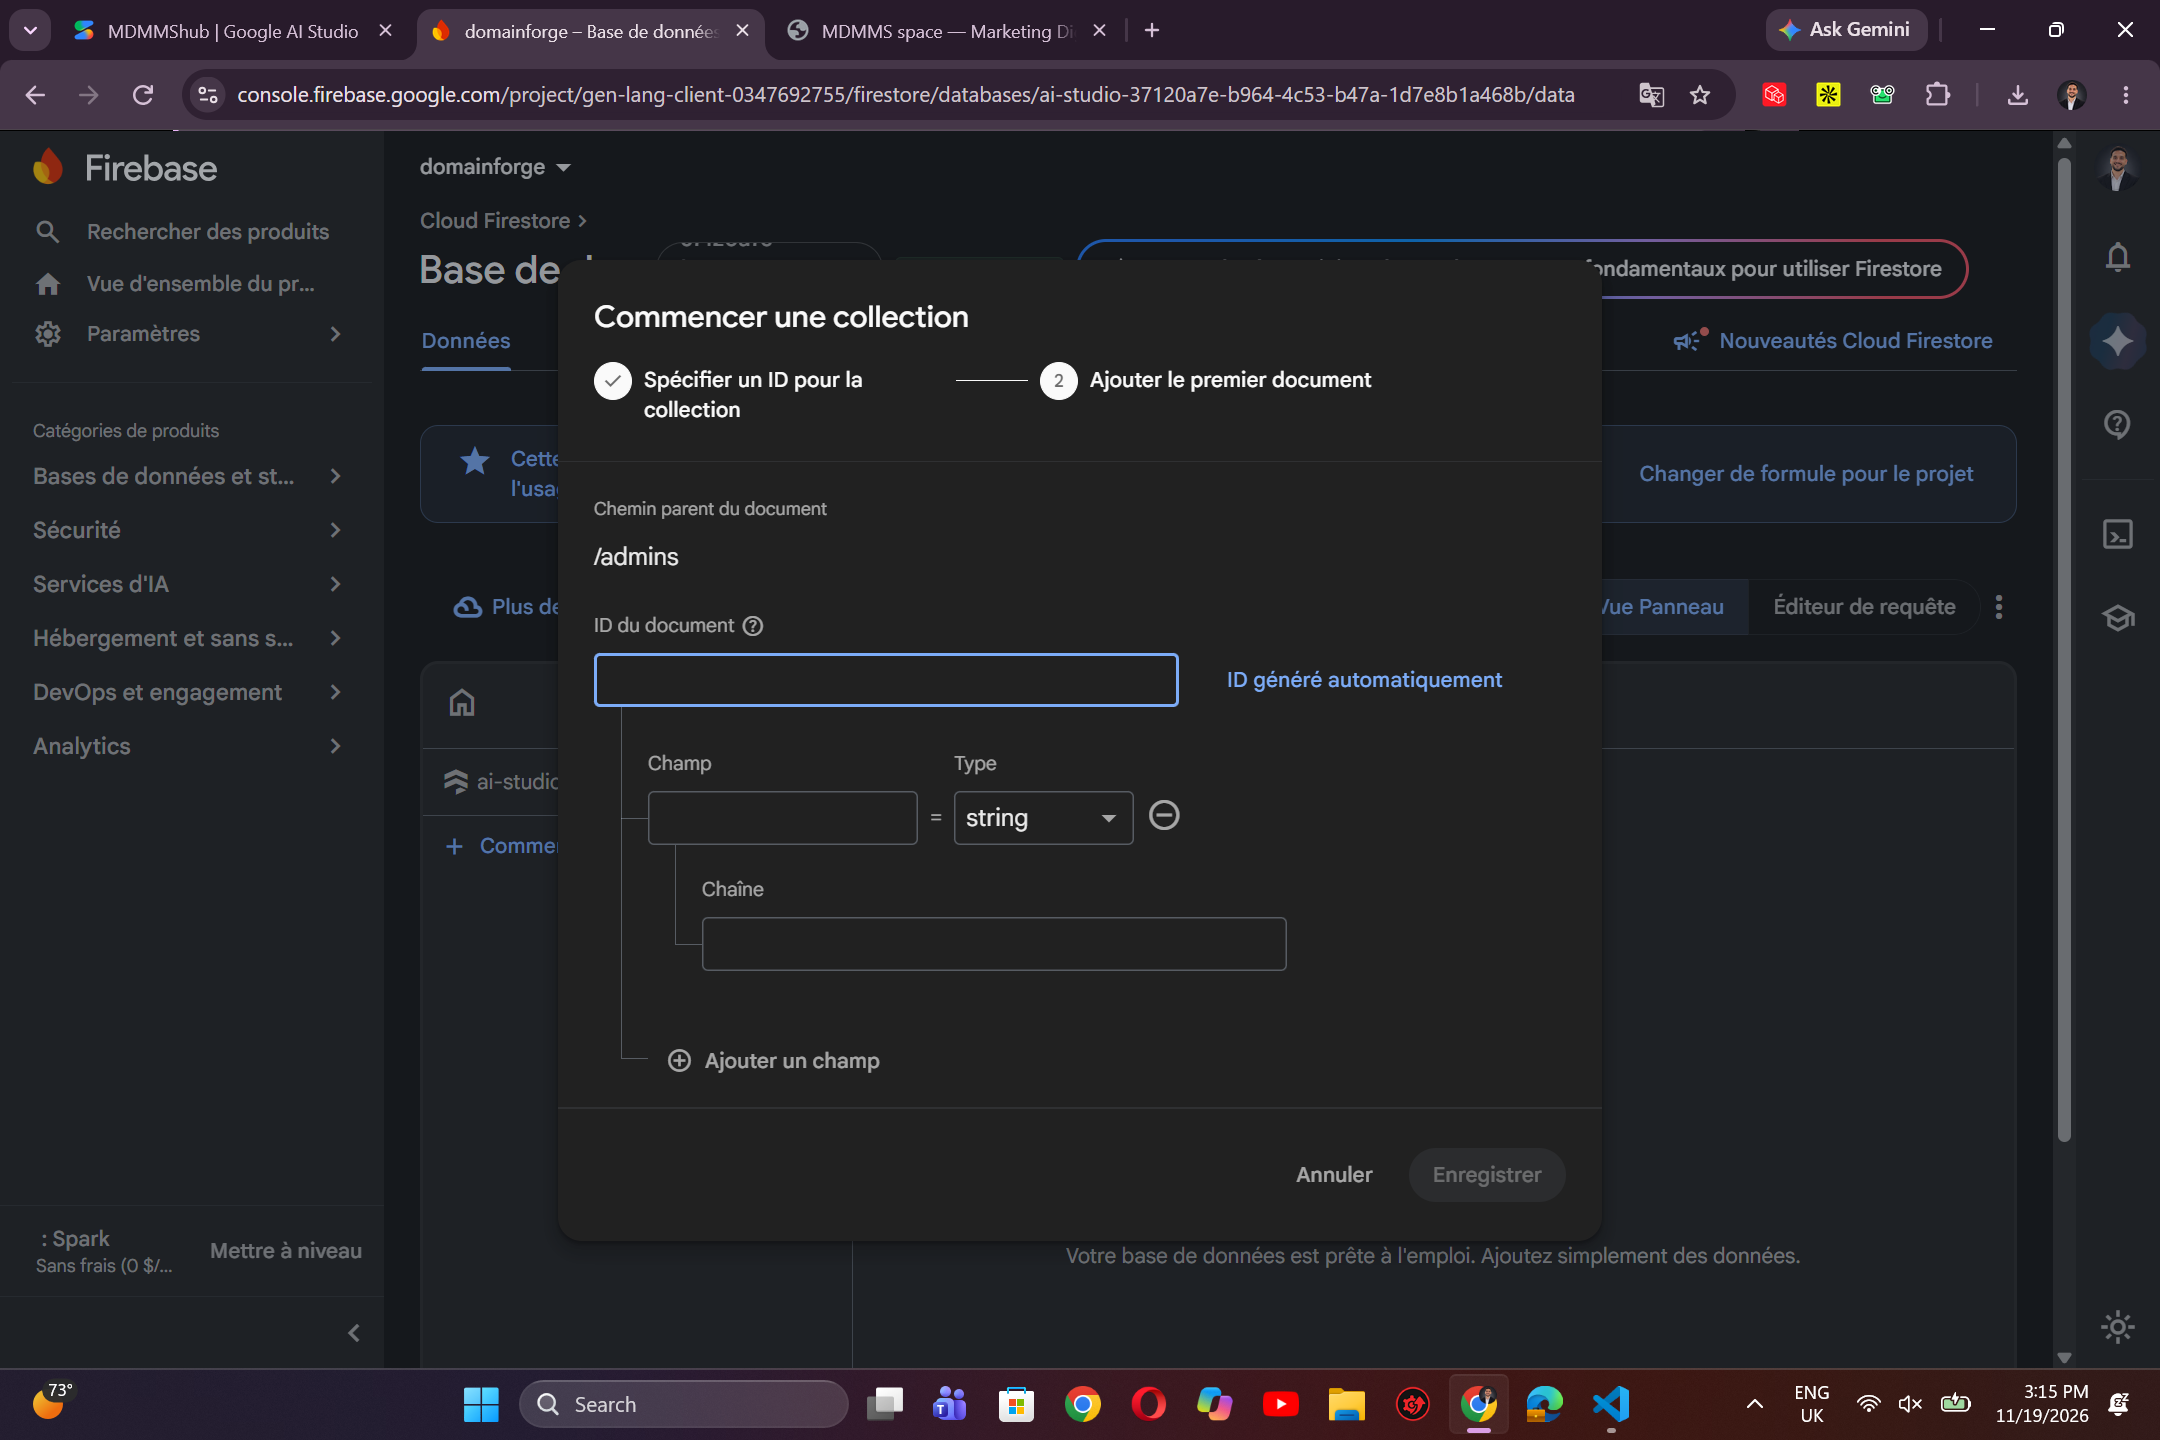 MDMMShub | Google AI Studio
domainforge – Base de données
MDMMS space — Marketing Di
Ask Gemini
console.firebase.google.com/project/gen-lang-client-0347692755/firestore/databases/ai-studio-37120a7e-b964-4c53-b47a-1d7e8b1a468b/data
Firebase
Rechercher des produits
Vue d'ensemble du pr...
Paramètres
Catégories de produits
Bases de données et st...
Sécurité
Services d'IA
Hébergement et sans s...
DevOps et engagement
Analytics
: Spark
Sans frais (0 $/...
Mettre à niveau
domainforge
Cloud Firestore
Base de
ondamentaux pour utiliser Firestore
Données
Nouveautés Cloud Firestore
Cette
l'usa
Changer de formule pour le projet
Plus de
Vue Panneau
Éditeur de requête
ai-studio
Commen
Commencer une collection
Spécifier un ID pour la
collection
2
Ajouter le premier document
Chemin parent du document
/admins
ID du document
ID généré automatiquement
Champ
Type
=
string
Chaîne
Ajouter un champ
Annuler
Enregistrer
Votre base de données est prête à l'emploi. Ajoutez simplement des données.
73°
Search
ENG
UK
3:15 PM
11/19/2026